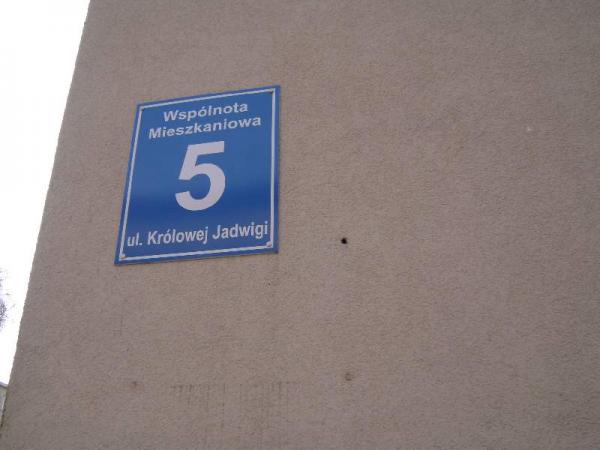 Wspólnota
Mieszkaniowa
5
ul. Królowej Jadwigi